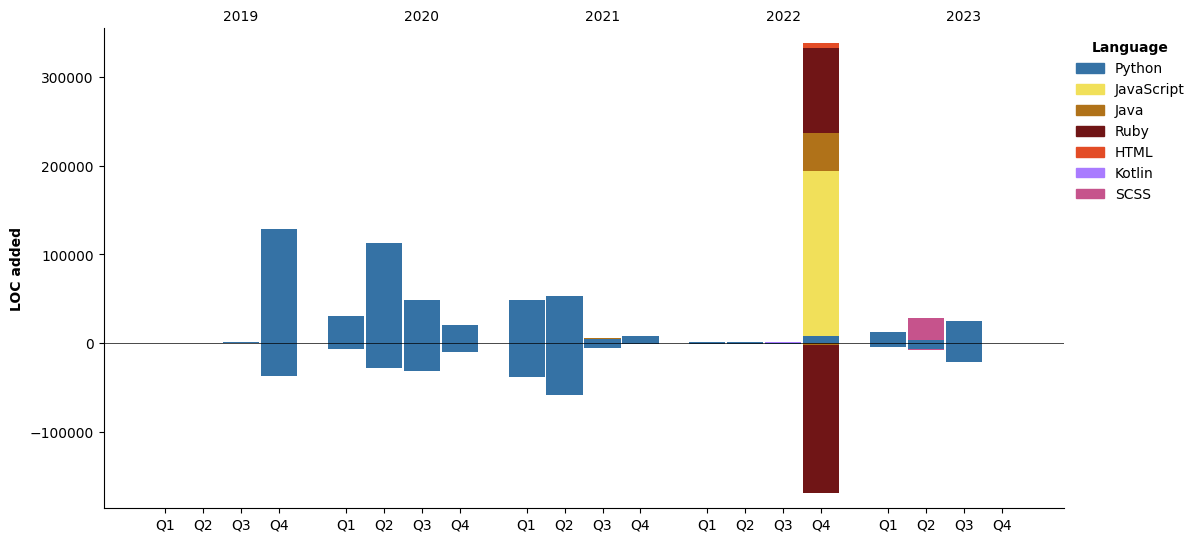 2019 2020 2021 2022 2023
Language
Python
JavaScript
Java
Ruby
HTML
Kotlin
SCSS
LOC added
300000
200000
100000
0
−100000
Q1 Q2 Q3 Q4 Q1 Q2 Q3 Q4 Q1 Q2 Q3 Q4 Q1 Q2 Q3 Q4 Q1 Q2 Q3 Q4